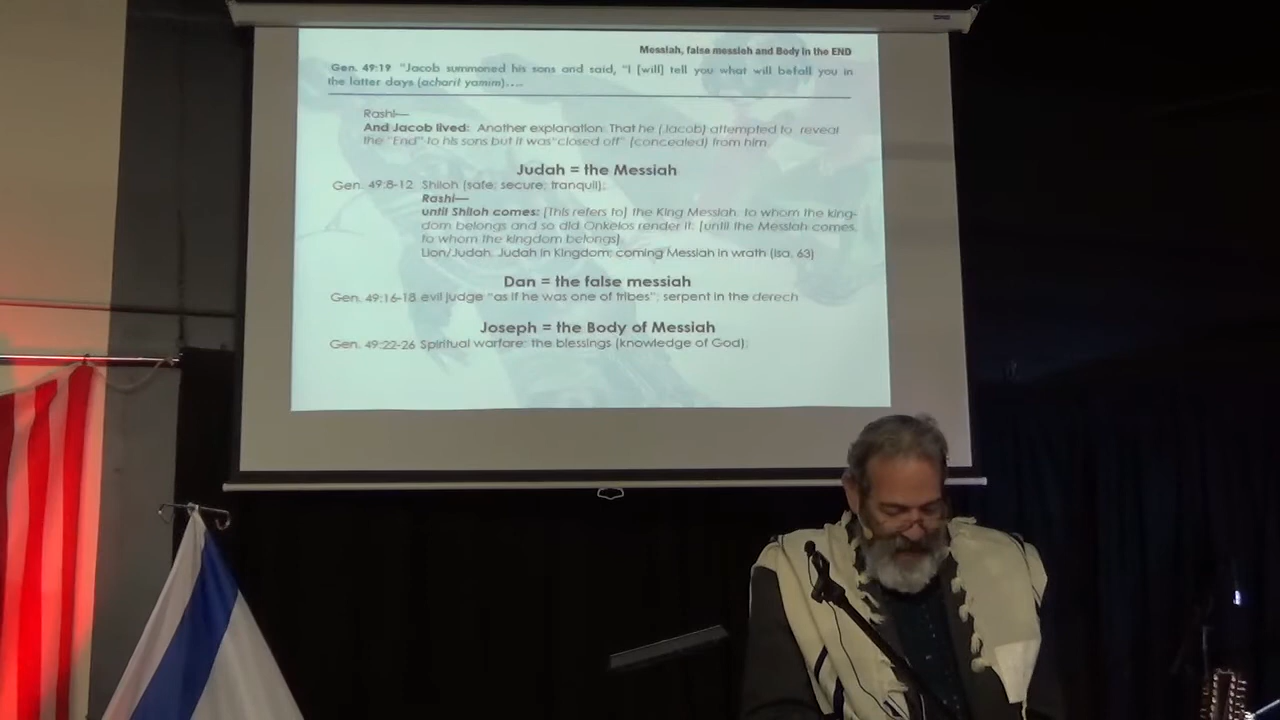 Messiah, false messiah and Body in the END
Gen. 49:19 "Jacob summoned his sons and said, "I [will] tell you what will befall you in
the latter days (acharit yamim)....
Rashi—
And Jacob lived: Another explanation: That he (Jacob) attempted to reveal
the "End" to his sons but it was "closed off" (concealed) from him.
Judah = the Messiah
Gen. 49:8-12 Shiloh (safe; secure; tranquil);
Rashi—
until Shiloh comes: [This refers to] the King Messiah, to whom the king-
dom belongs and so did Onkelos render it: [until the Messiah comes,
to whom the kingdom belongs].
Lion/Judah, Judah in Kingdom; coming Messiah in wrath (Isa. 63)
Dan = the false messiah
Gen. 49:16-18 evil judge "as if he was one of tribes"; serpent in the derech
Joseph = the Body of Messiah
Gen. 49:22-26 Spiritual warfare; the blessings (knowledge of God);